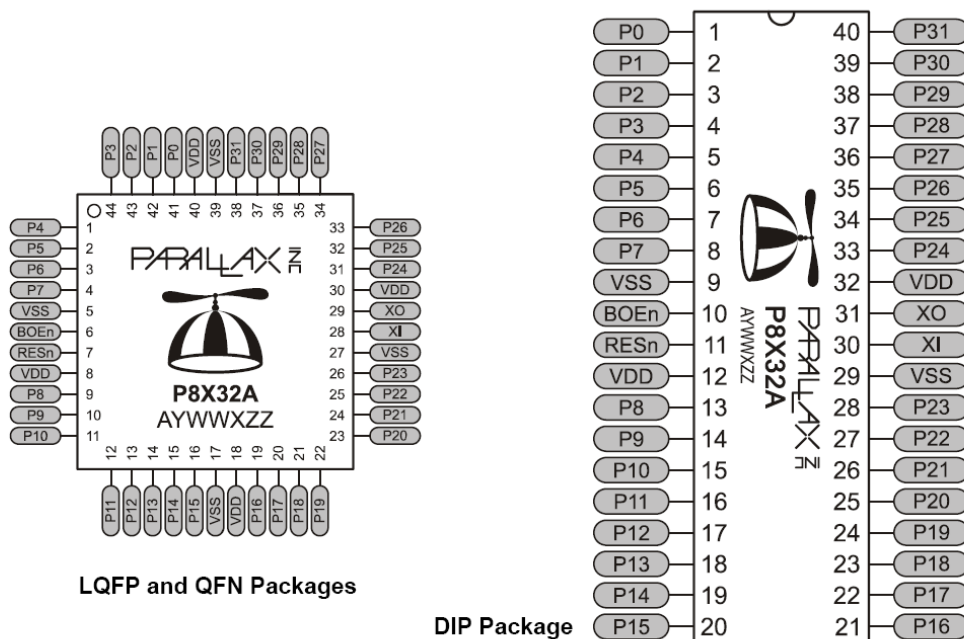 P3 P2 P1 P0 VDD VSS P31 P30 P29 P28 P27
44 43 42 41 40 39 38 37 36 35 34
P4 1 33 P26
P5 2 32 P25
P6 3 31 P24
P7 4 30 VDD
VSS 5 29 XO
BOEn 6 28 XI
RESn 7 27 VSS
VDD 8 26 P23
P8 9 25 P22
P9 10 24 P21
P10 11 23 P20
PARALLAX INC
P8X32A
AYWWXZZ
12 13 14 15 16 17 18 19 20 21 22
P11 P12 P13 P14 P15 VSS VDD P16 P17 P18 P19
LQFP and QFN Packages
P0 1 40 P31
P1 2 39 P30
P2 3 38 P29
P3 4 37 P28
P4 5 36 P27
P5 6 35 P26
P6 7 34 P25
P7 8 33 P24
VSS 9 32 VDD
BOEn 10 31 XO
RESn 11 30 XI
VDD 12 29 VSS
P8 13 28 P23
P9 14 27 P22
P10 15 26 P21
P11 16 25 P20
P12 17 24 P19
P13 18 23 P18
P14 19 22 P17
P15 20 21 P16
PARALLAX INC
P8X32A
AYWWXZZ
DIP Package